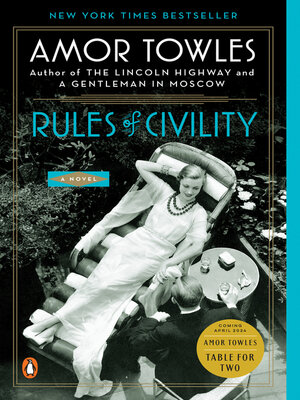 NEW YORK TIMES BESTSELLER
AMOR TOWLES
Author of THE LINCOLN HIGHWAY and
A GENTLEMAN IN MOSCOW
RULES of CIVILITY
A NOVEL
COMING
APRIL 2024
AMOR TOWLES
TABLE FOR
TWO